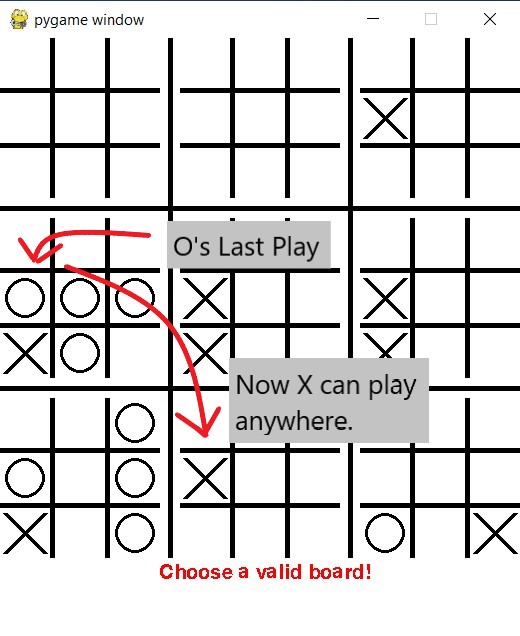 pygame window
O's Last Play
Now X can play
anywhere.
Choose a valid board!